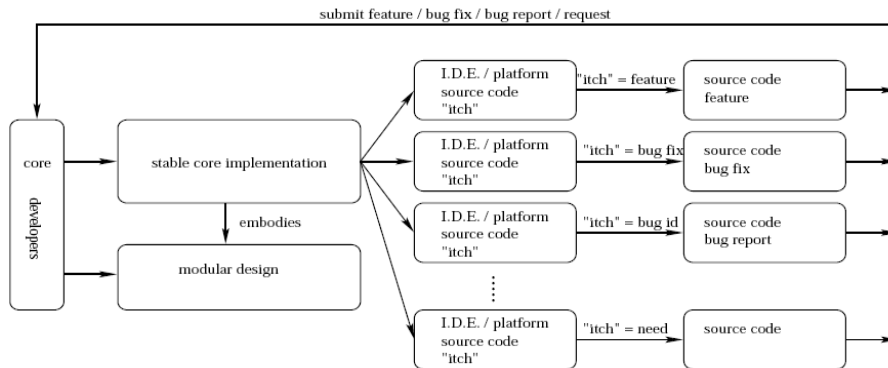 submit feature / bug fix / bug report / request
core
developers
stable core implementation
embodies
modular design
I.D.E. / platform
source code
"itch"
"itch" = feature
source code
feature
I.D.E. / platform
source code
"itch"
"itch" = bug fix
source code
bug fix
I.D.E. / platform
source code
"itch"
"itch" = bug id
source code
bug report
I.D.E. / platform
source code
"itch"
"itch" = need
source code